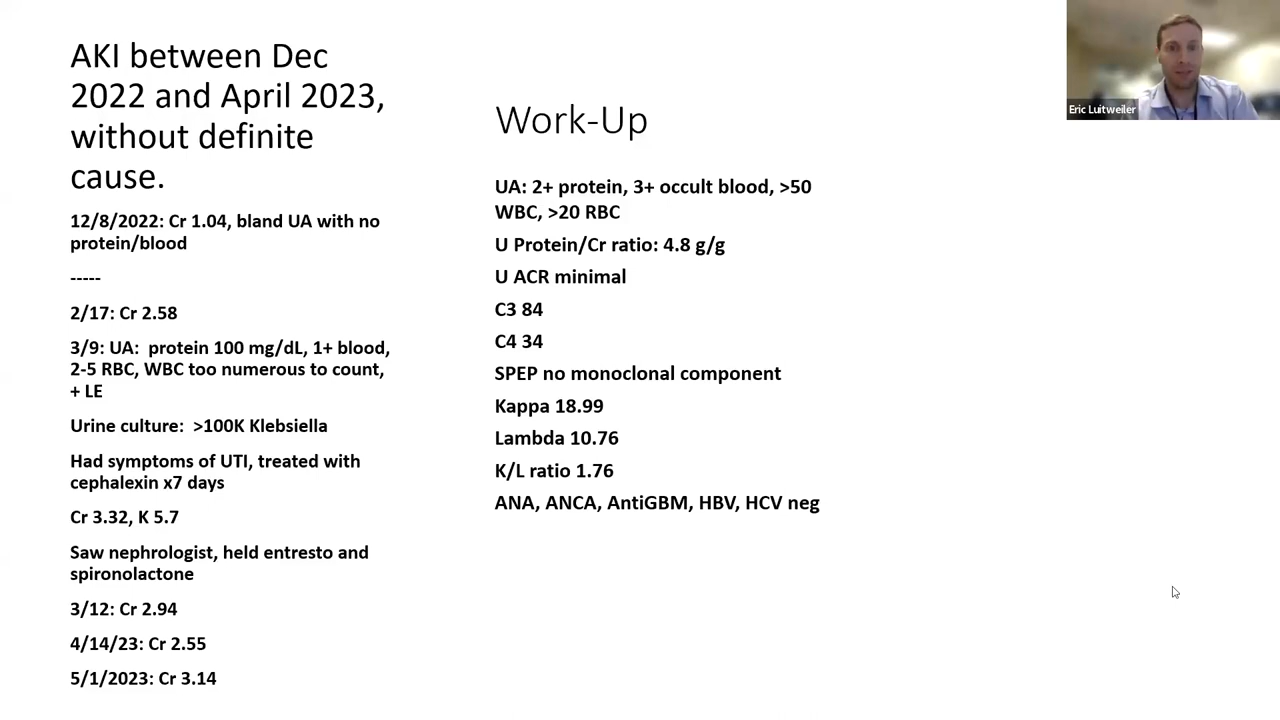 AKI between Dec
2022 and April 2023,
without definite
cause.
12/8/2022: Cr 1.04, bland UA with no
protein/blood
-----
2/17: Cr 2.58
3/9: UA:  protein 100 mg/dL, 1+ blood,
2-5 RBC, WBC too numerous to count,
+ LE
Urine culture:  >100K Klebsiella
Had symptoms of UTI, treated with
cephalexin x7 days
Cr 3.32, K 5.7
Saw nephrologist, held entresto and
spironolactone
3/12: Cr 2.94
4/14/23: Cr 2.55
5/1/2023: Cr 3.14
Work-Up
UA: 2+ protein, 3+ occult blood, >50
WBC, >20 RBC
U Protein/Cr ratio: 4.8 g/g
U ACR minimal
C3 84
C4 34
SPEP no monoclonal component
Kappa 18.99
Lambda 10.76
K/L ratio 1.76
ANA, ANCA, AntiGBM, HBV, HCV neg
Eric Luitweiler